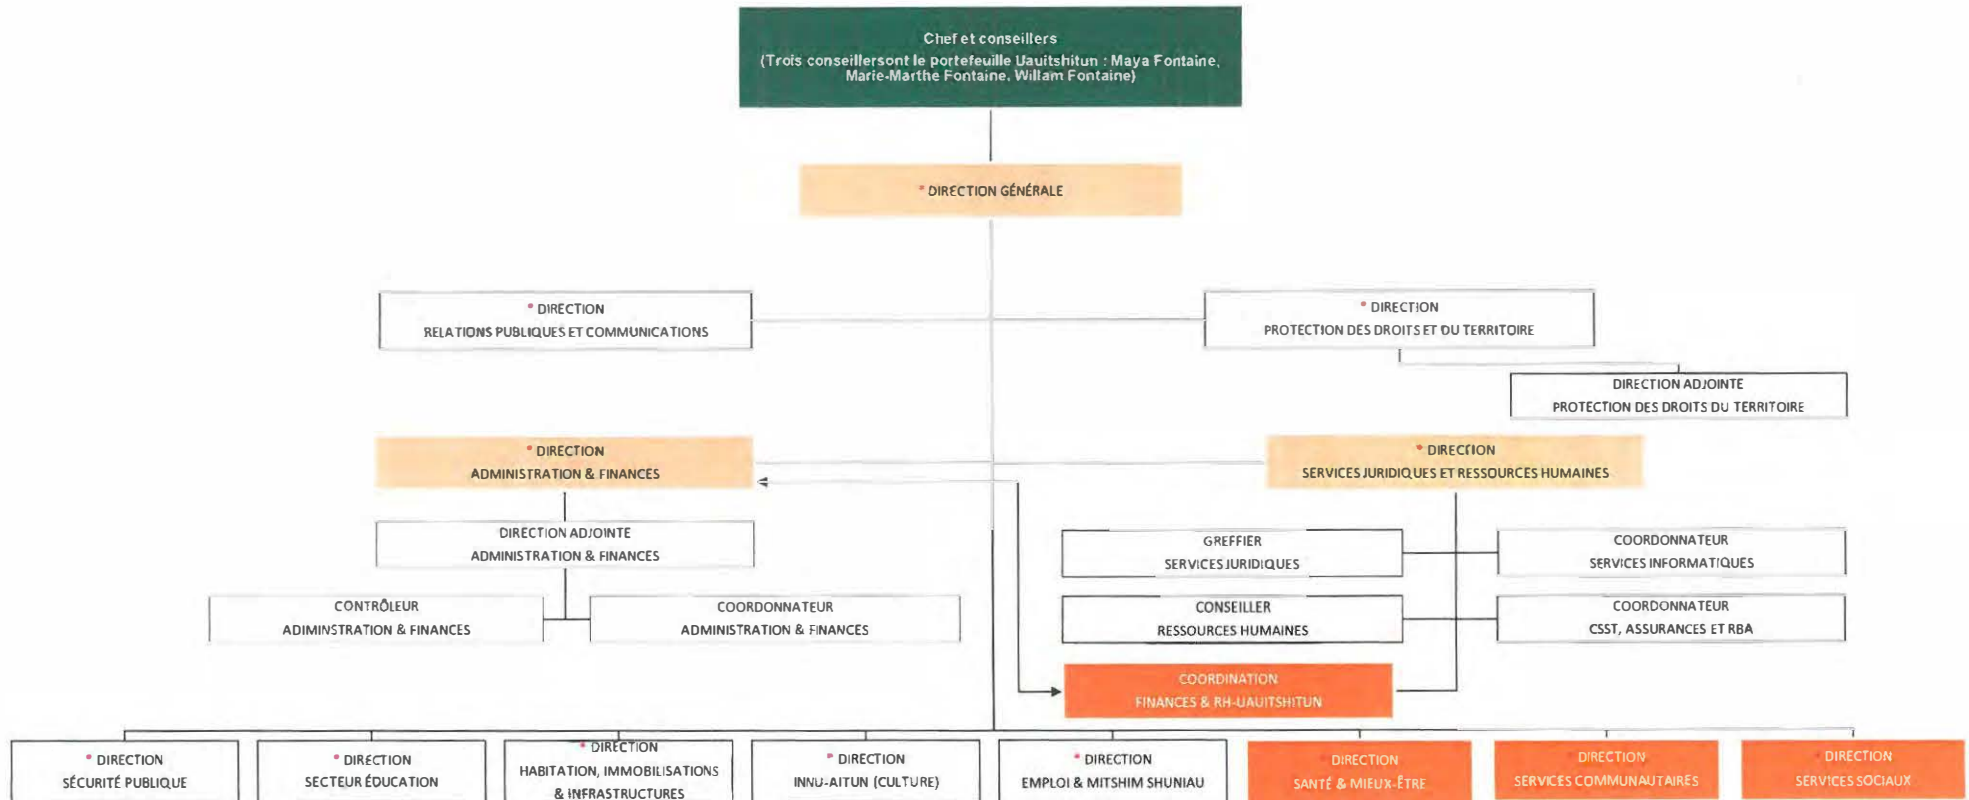 Chef et conseillers
(Trois conseillersont le portefeuille Uauitshitun : Maya Fontaine,
Marie-Marthe Fontaine, Willam Fontaine)
* DIRECTION GÉNÉRALE
* DIRECTION
RELATIONS PUBLIQUES ET COMMUNICATIONS
* DIRECTION
PROTECTION DES DROITS ET DU TERRITOIRE
DIRECTION ADJOINTE
PROTECTION DES DROITS DU TERRITOIRE
* DIRECTION
ADMINISTRATION & FINANCES
* DIRECTION
SERVICES JURIDIQUES ET RESSOURCES HUMAINES
DIRECTION ADJOINTE
ADMINISTRATION & FINANCES
GREFFIER
SERVICES JURIDIQUES
COORDONNATEUR
SERVICES INFORMATIQUES
CONTRÔLEUR
ADIMINSTRATION & FINANCES
COORDONNATEUR
ADMINISTRATION & FINANCES
CONSEILLER
RESSOURCES HUMAINES
COORDONNATEUR
CSST, ASSURANCES ET RBA
COORDINATION
FINANCES & RH-UAUITSHITUN
* DIRECTION
SÉCURITÉ PUBLIQUE
* DIRECTION
SECTEUR ÉDUCATION
* DIRECTION
HABITATION, IMMOBILISATIONS
& INFRASTRUCTURES
* DIRECTION
INNU-AITUN (CULTURE)
* DIRECTION
EMPLOI & MITSHIM SHUNIAU
* DIRECTION
SANTÉ & MIEUX-ÊTRE
* DIRECTION
SERVICES COMMUNAUTAIRES
* DIRECTION
SERVICES SOCIAUX